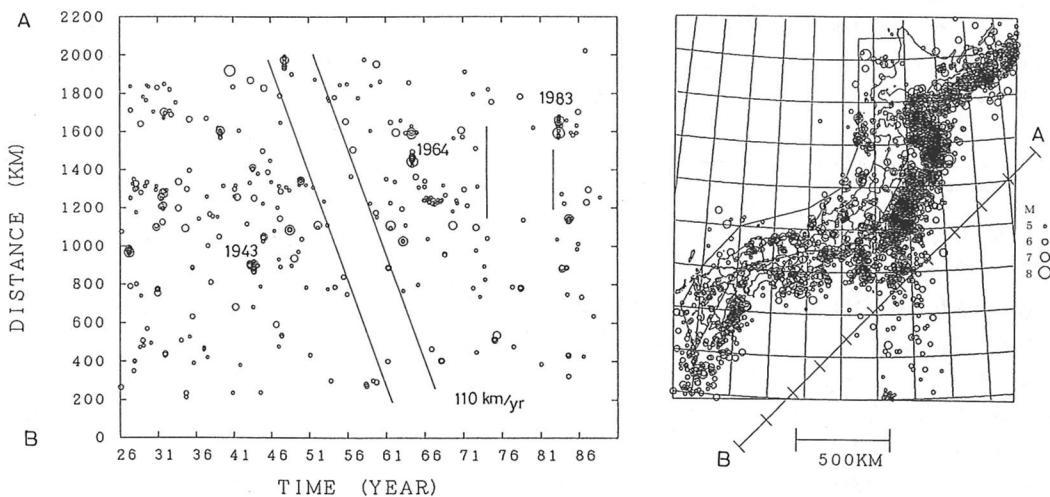 A
DISTANCE (KM)
B
2000
1800
1600
1400
1200
1000
800
600
400
200
0
1943
1964
1983
110 km/yr
26 31 36 41 46 51 56 61 66 71 76 81 86
TIME (YEAR)
A
M
5
6
7
8
B
500KM